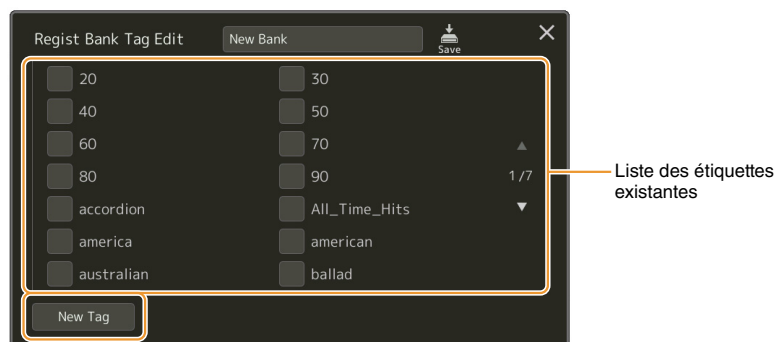 Regist Bank Tag Edit New Bank Save
20 30
40 50
60 70
80 90 1/7
accordion All_Time_Hits
america american
australian ballad
New Tag
Liste des étiquettes
existantes